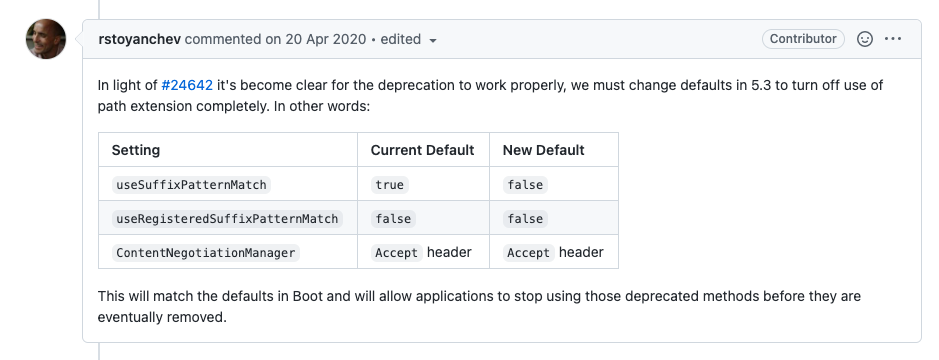 rstoyanchev commented on 20 Apr 2020 • edited
Contributor
In light of #24642 it's become clear for the deprecation to work properly, we must change defaults in 5.3 to turn off use of
path extension completely. In other words:
Setting Current Default New Default
useSuffixPatternMatch true false
useRegisteredSuffixPatternMatch false false
ContentNegotiationManager Accept header Accept header
This will match the defaults in Boot and will allow applications to stop using those deprecated methods before they are
eventually removed.